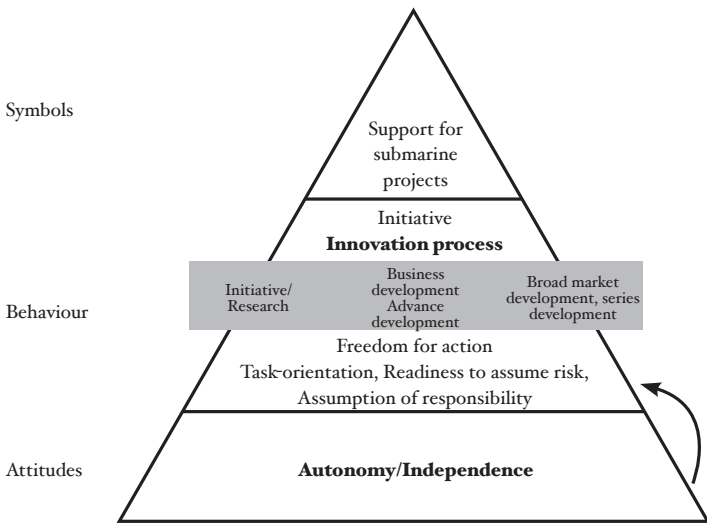 Symbols
Support for
submarine
projects
Initiative
Innovation process
Initiative/
Research
Business
development
Advance
development
Broad market
development, series
development
Behaviour
Freedom for action
Task-orientation, Readiness to assume risk,
Assumption of responsibility
Attitudes
Autonomy/Independence